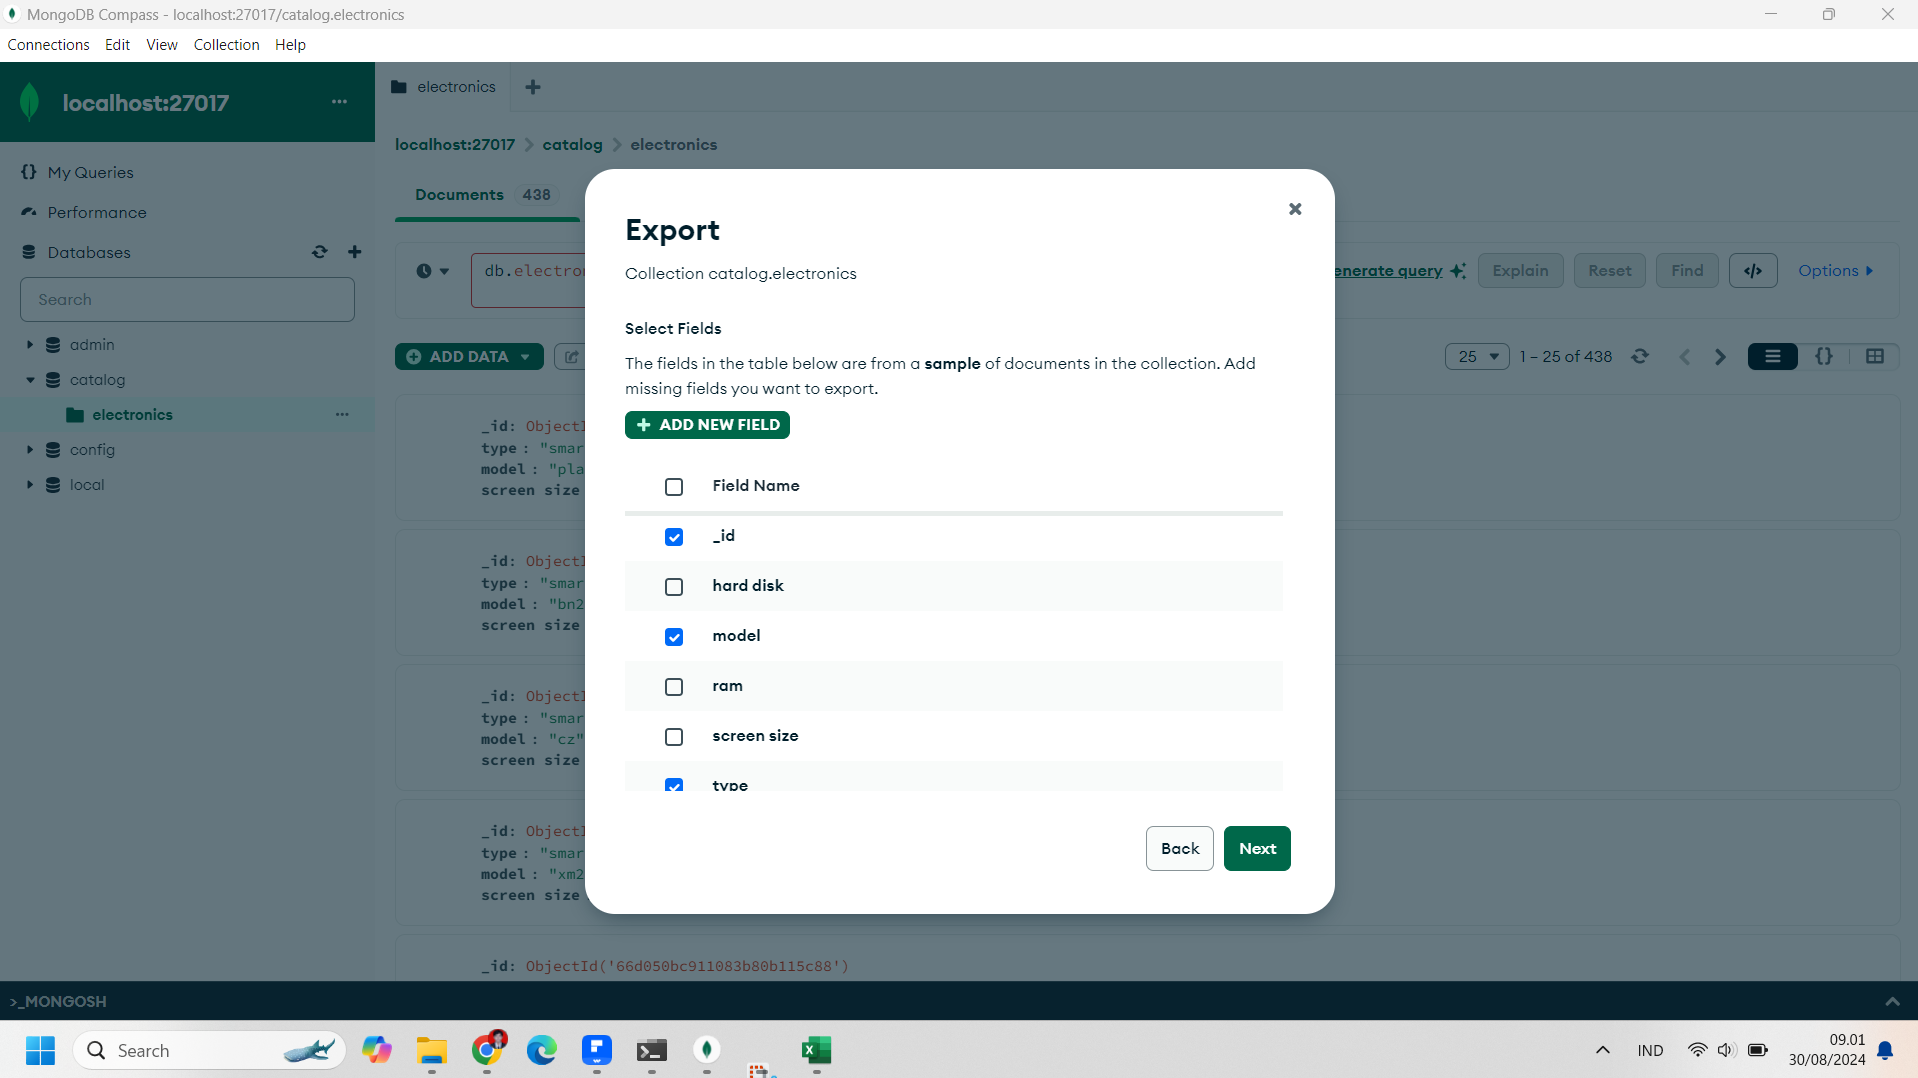 MongoDB Compass - localhost:27017/catalog.electronics
Connections Edit View Collection Help
localhost:27017
electronics
localhost:27017 catalog electronics
My Queries
Documents 438
Performance
Databases
Search
db.electro
enerate query Explain Reset Find </> Options
admin
catalog
electronics
config
local
ADD DATA
25 1 – 25 of 438 {}
Export
Collection catalog.electronics
Select Fields
The fields in the table below are from a sample of documents in the collection. Add
missing fields you want to export.
ADD NEW FIELD
Field Name
_id
hard disk
model
ram
screen size
type
Back Next
_id: ObjectI
type : "smar
model : "pla
screen size
_id: ObjectI
type : "smar
model : "bn2
screen size
_id: ObjectI
type : "smar
model : "cz"
screen size
_id: ObjectI
type : "smar
model : "xm2
screen size
_id: ObjectId('66d050bc911083b80b115c88')
>_MONGOSH
Search
IND
09.01
30/08/2024